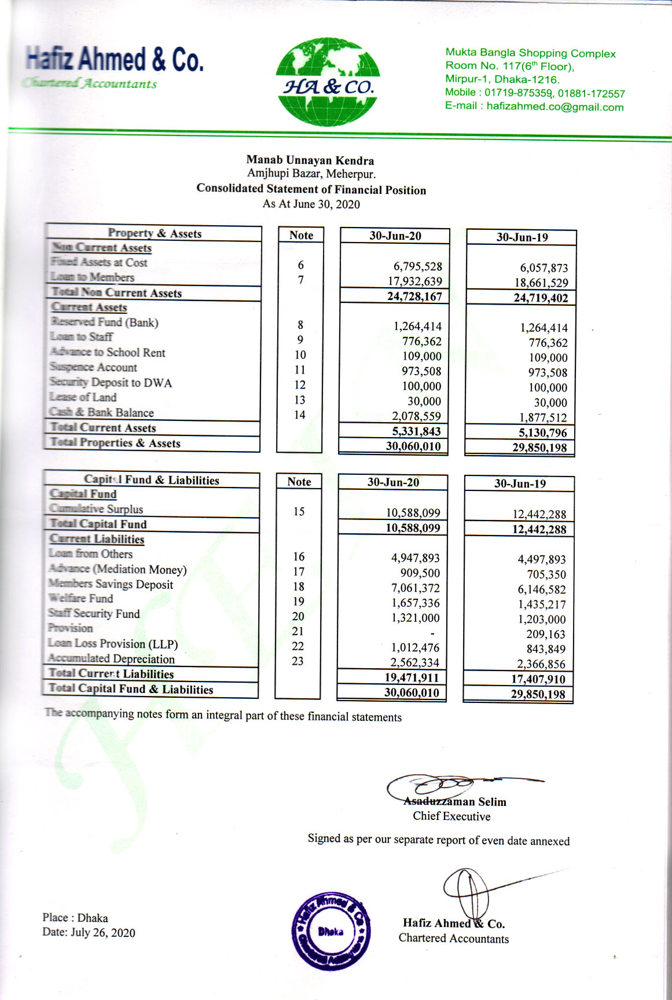 Hafiz Ahmed & Co.
Chartered Accountants
HA & CO.
Mukta Bangla Shopping Complex
Room No. 117(6th Floor),
Mirpur-1, Dhaka-1216.
Mobile : 01719-875359, 01881-172557
E-mail : hafizahmed.co@gmail.com
Manab Unnayan Kendra
Amjhupi Bazar, Meherpur.
Consolidated Statement of Financial Position
As At June 30, 2020
Property & Assets Note 30-Jun-20 30-Jun-19
Non Current Assets
Fixed Assets at Cost 6 6,795,528 6,057,873
Loan to Members 7 17,932,639 18,661,529
Total Non Current Assets 24,728,167 24,719,402
Current Assets
Reserved Fund (Bank) 8 1,264,414 1,264,414
Loan to Staff 9 776,362 776,362
Advance to School Rent 10 109,000 109,000
Suspence Account 11 973,508 973,508
Security Deposit to DWA 12 100,000 100,000
Lease of Land 13 30,000 30,000
Cash & Bank Balance 14 2,078,559 1,877,512
Total Current Assets 5,331,843 5,130,796
Total Properties & Assets 30,060,010 29,850,198
Capital Fund & Liabilities Note 30-Jun-20 30-Jun-19
Capital Fund
Cumulative Surplus 15 10,588,099 12,442,288
Total Capital Fund 10,588,099 12,442,288
Current Liabilities
Loan from Others 16 4,947,893 4,497,893
Advance (Mediation Money) 17 909,500 705,350
Members Savings Deposit 18 7,061,372 6,146,582
Welfare Fund 19 1,657,336 1,435,217
Staff Security Fund 20 1,321,000 1,203,000
Provision 21 - 209,163
Loan Loss Provision (LLP) 22 1,012,476 843,849
Accumulated Depreciation 23 2,562,334 2,366,856
Total Current Liabilities 19,471,911 17,407,910
Total Capital Fund & Liabilities 30,060,010 29,850,198
The accompanying notes form an integral part of these financial statements
Asaduzzaman Selim
Chief Executive
Signed as per our separate report of even date annexed
Hafiz Ahmed & Co.
Chartered Accountants
Place : Dhaka
Date: July 26, 2020
Hafiz Ahmed & Co
Dhaka
Chartered Accountants